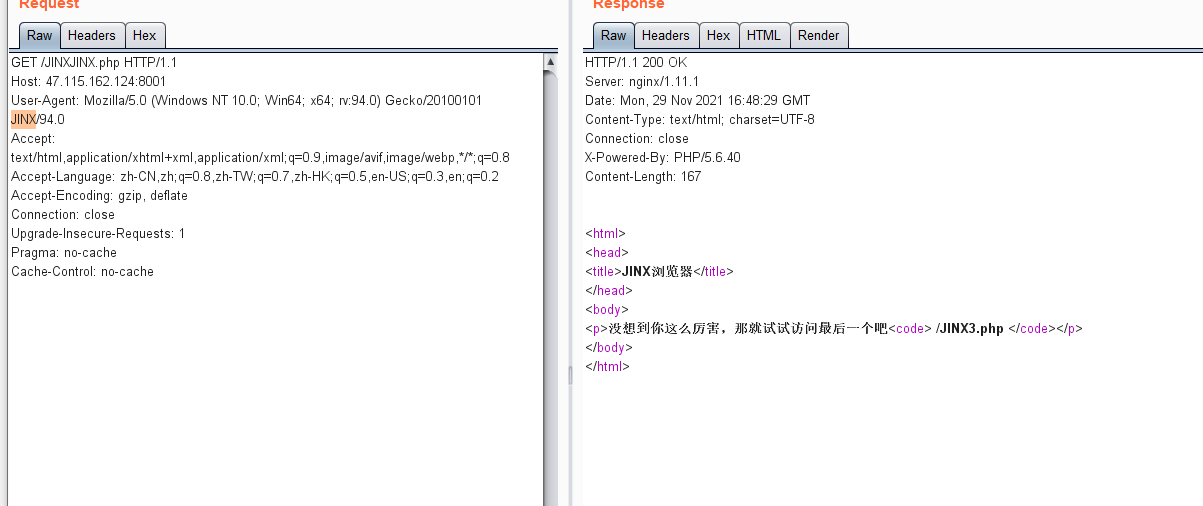 Request
Raw Headers Hex
GET /JINXJINX.php HTTP/1.1
Host: 47.115.162.124:8001
User-Agent: Mozilla/5.0 (Windows NT 10.0; Win64; x64; rv:94.0) Gecko/20100101
JINX/94.0
Accept:
text/html,application/xhtml+xml,application/xml;q=0.9,image/avif,image/webp,*/*;q=0.8
Accept-Language: zh-CN,zh;q=0.8,zh-TW;q=0.7,zh-HK;q=0.5,en-US;q=0.3,en;q=0.2
Accept-Encoding: gzip, deflate
Connection: close
Upgrade-Insecure-Requests: 1
Pragma: no-cache
Cache-Control: no-cache
Response
Raw Headers Hex HTML Render
HTTP/1.1 200 OK
Server: nginx/1.11.1
Date: Mon, 29 Nov 2021 16:48:29 GMT
Content-Type: text/html; charset=UTF-8
Connection: close
X-Powered-By: PHP/5.6.40
Content-Length: 167
<html>
<head>
<title>JINX浏览器</title>
</head>
<body>
<p>没想到你这么厉害，那就试试访问最后一个吧<code> /JINX3.php </code></p>
</body>
</html>